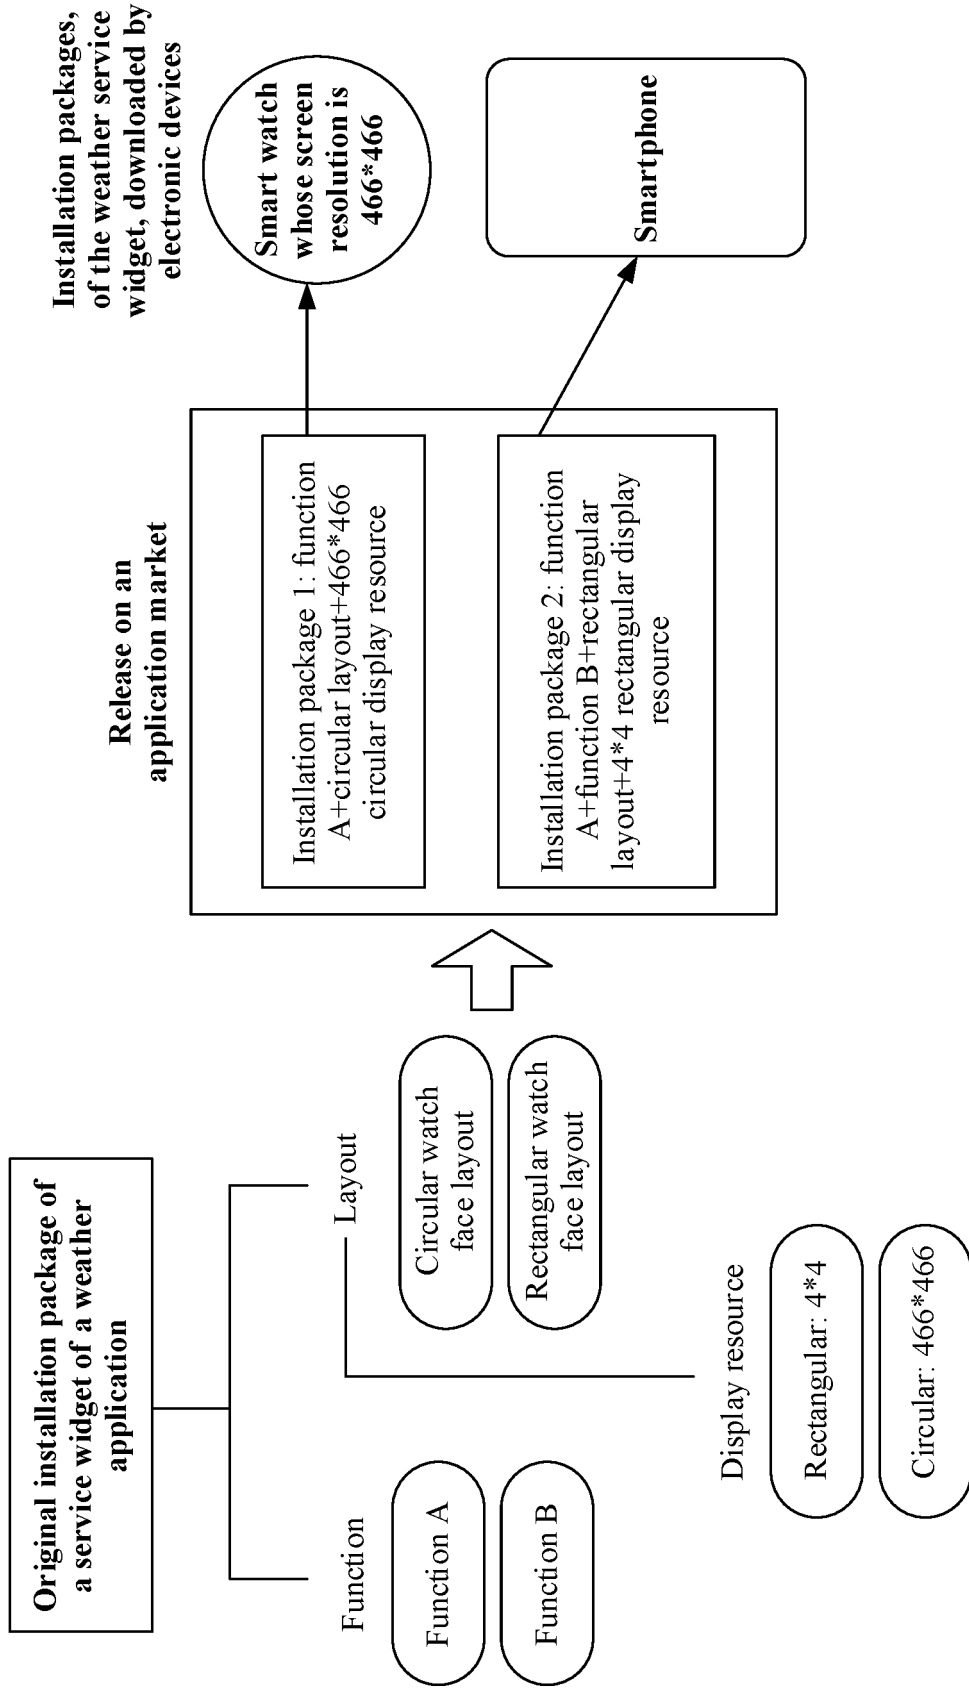 Original installation package of
a service widget of a weather
application
Function
Function A
Function B
Layout
Circular watch
face layout
Rectangular watch
face layout
Display resource
Rectangular: 4*4
Circular: 466*466
Release on an
application market
Installation package 1: function
A+circular layout+466*466
circular display resource
Installation package 2: function
A+function B+rectangular
layout+4*4 rectangular display
resource
Installation packages,
of the weather service
widget, downloaded by
electronic devices
Smart watch
whose screen
resolution is
466*466
Smartphone